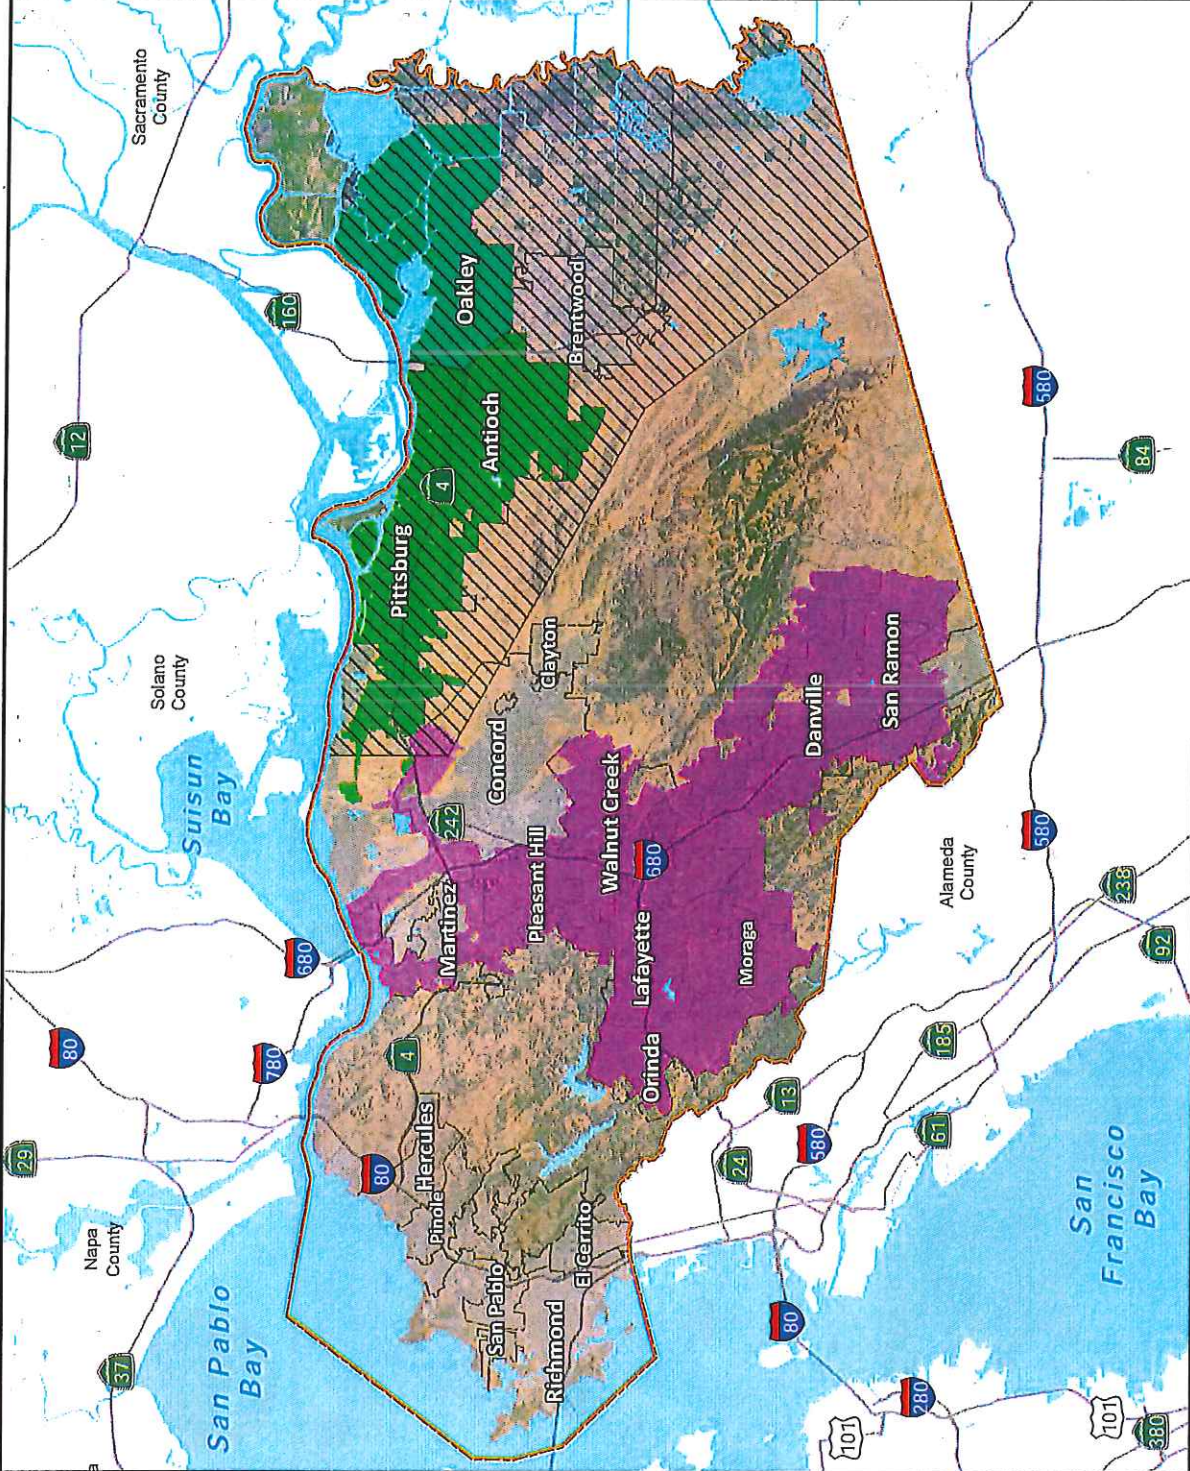 29
80
12
37
Napa
County
Sacramento
County
Solano
County
San Pablo
Bay
Suisun
Bay
780
680
160
80
4
Pittsburg
Hercules
Pinole
4
Martinez
242
Oakley
Antioch
San Pablo
Concord
Pleasant Hill
Clayton
Richmond
Brentwood
El Cerrito
Walnut Creek
Lafayette
Orinda
680
24
Moraga
80
13
580
Danville
San Ramon
101
280
61
185
Alameda
County
580
580
San
Francisco
Bay
101
238
84
380
92